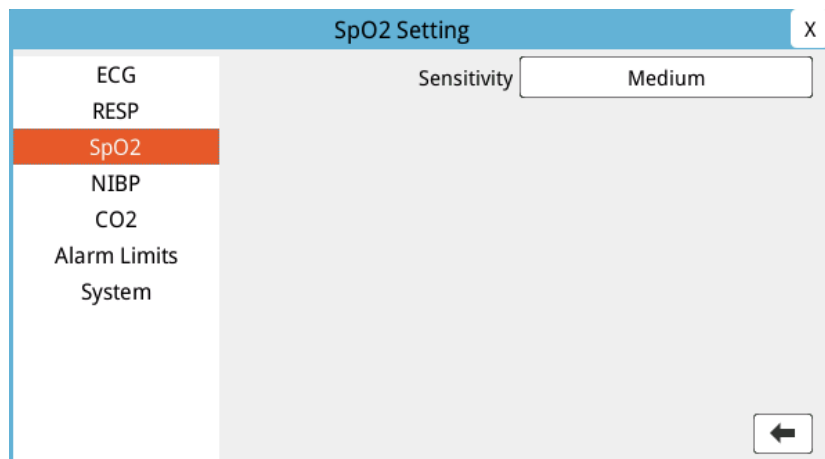 SpO2 Setting
X
ECG
RESP
SpO2
NIBP
CO2
Alarm Limits
System
Sensitivity
Medium